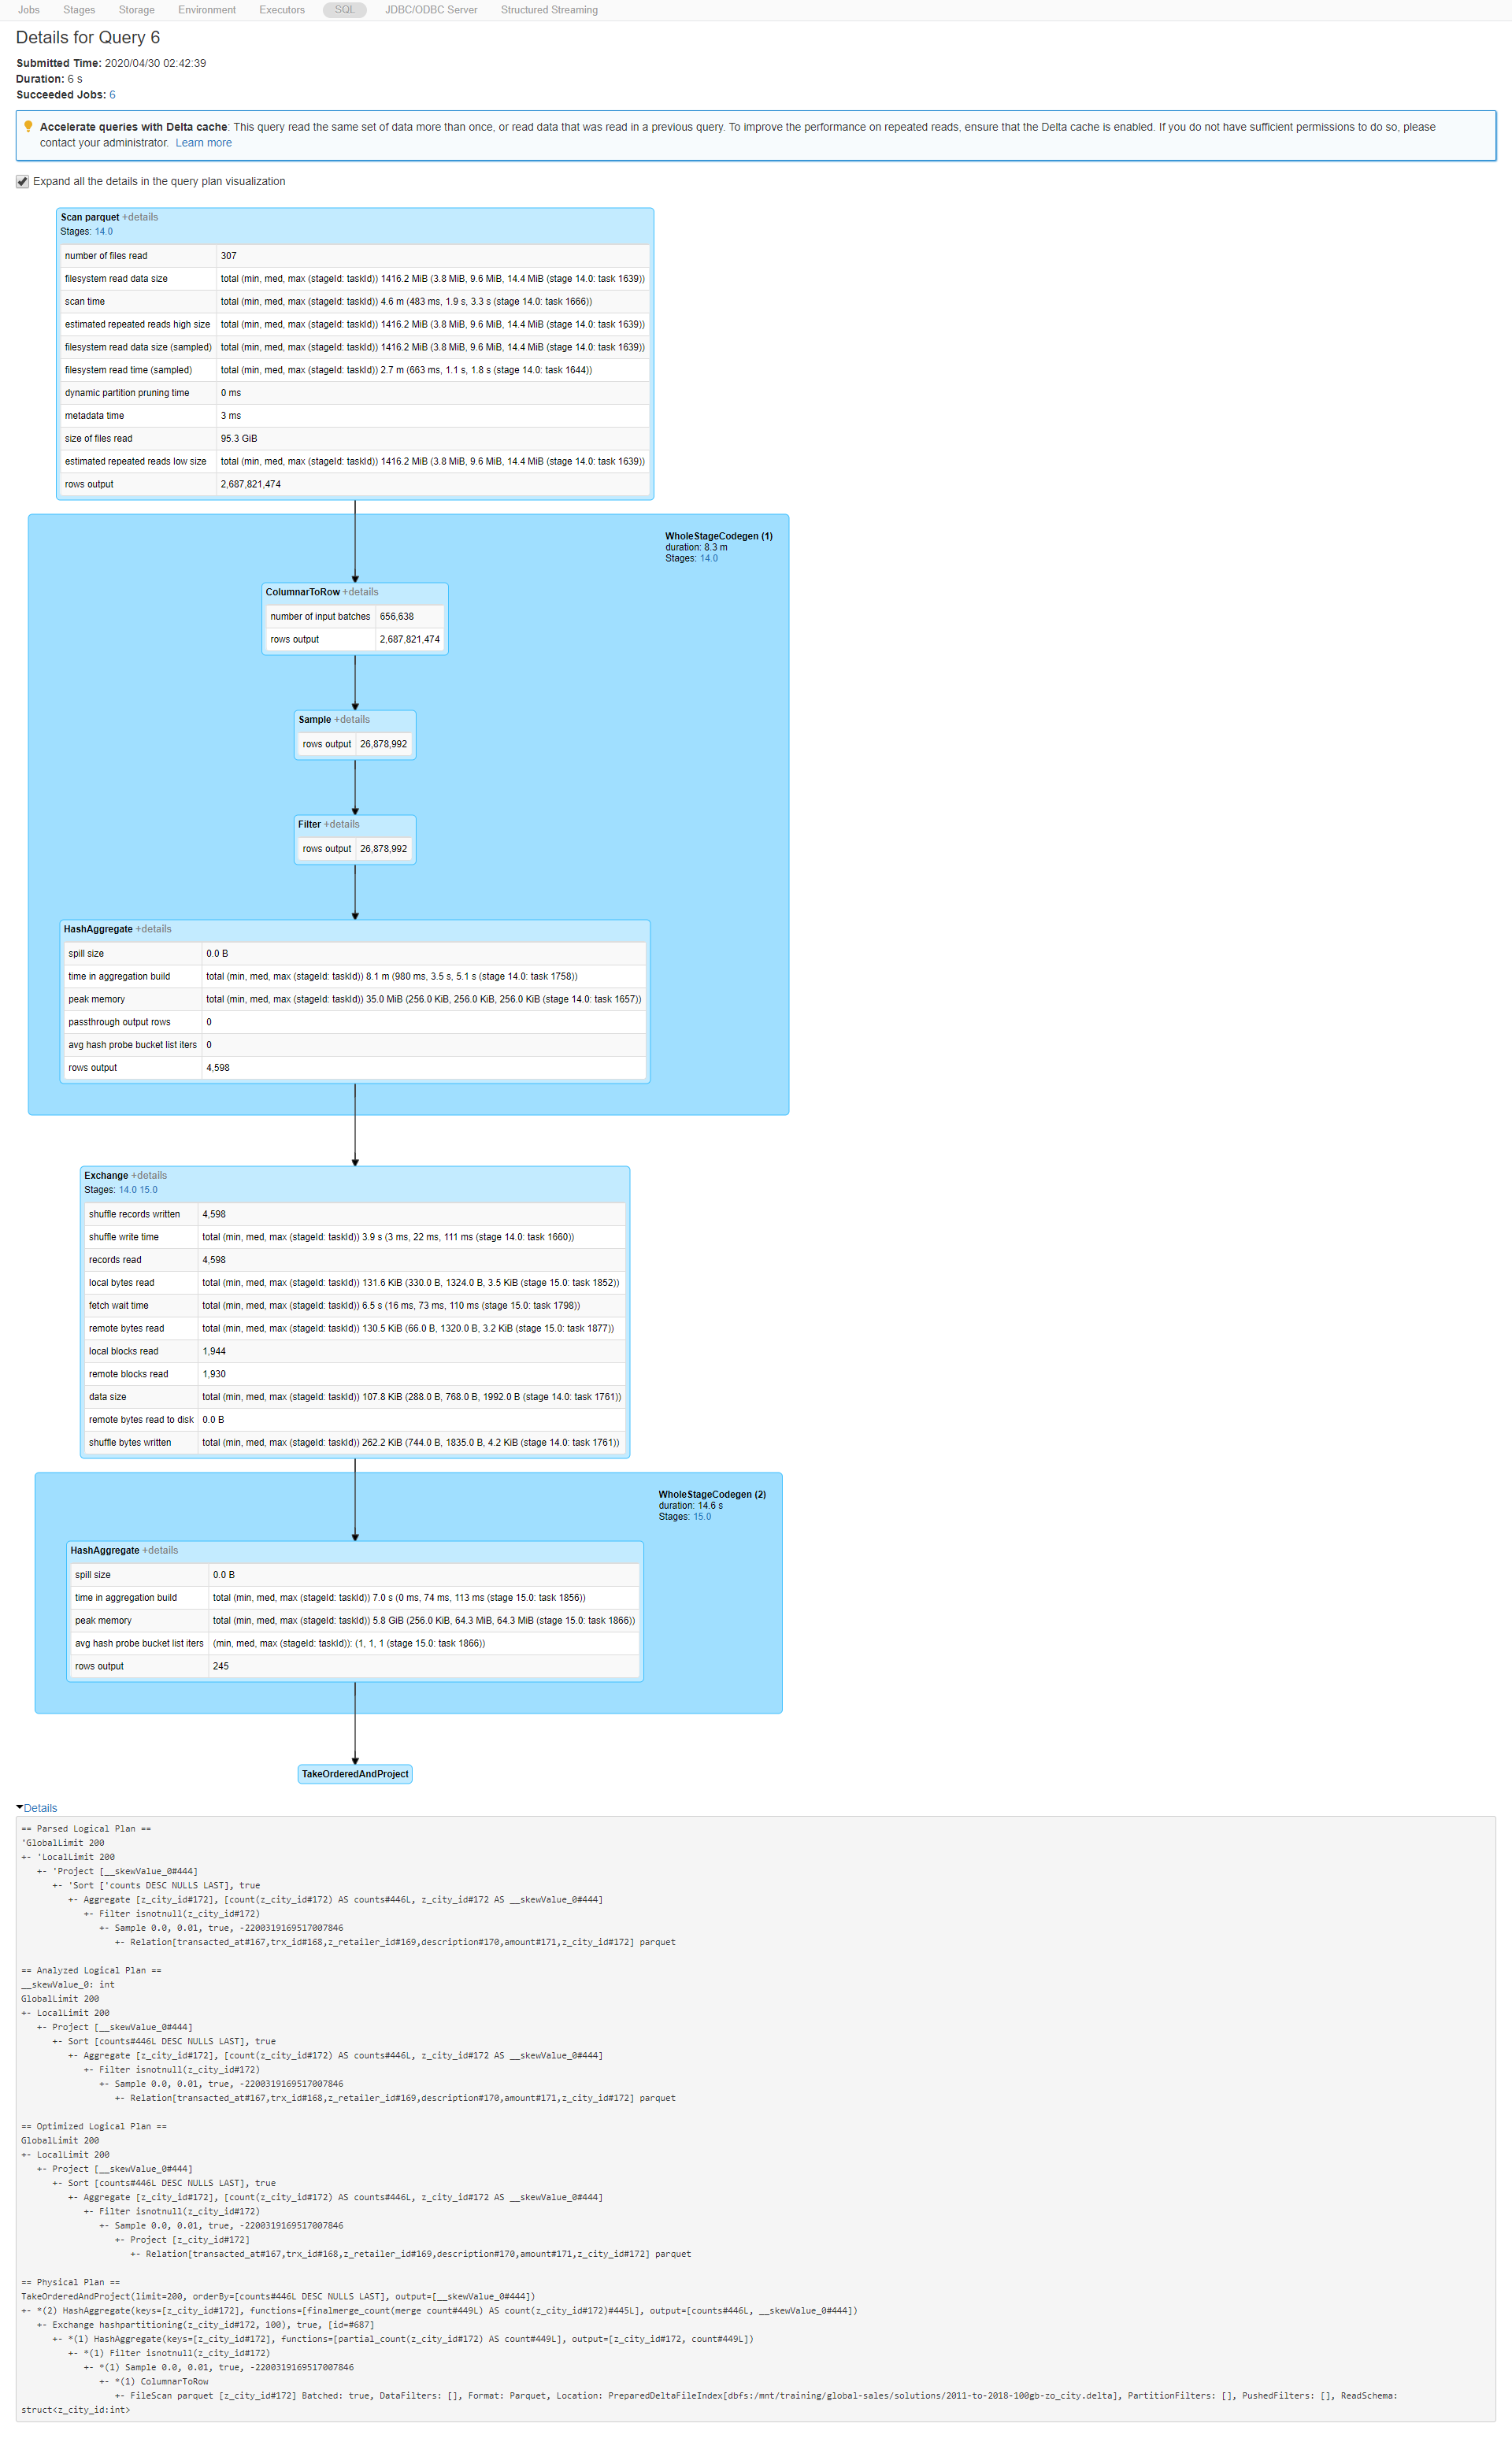 Jobs Stages Storage Environment Executors SQL JDBC/ODBC Server Structured Streaming
Details for Query 6
Submitted Time: 2020/04/30 02:42:39
Duration: 6 s
Succeeded Jobs: 6
Accelerate queries with Delta cache: This query read the same set of data more than once, or read data that was read in a previous query. To improve the performance on repeated reads, ensure that the Delta cache is enabled. If you do not have sufficient permissions to do so, please
contact your administrator. Learn more
Expand all the details in the query plan visualization
Scan parquet +details
Stages: 14.0
number of files read 307
filesystem read data size total (min, med, max (stageId: taskId)) 1416.2 MiB (3.8 MiB, 9.6 MiB, 14.4 MiB (stage 14.0: task 1639))
scan time total (min, med, max (stageId: taskId)) 4.6 m (483 ms, 1.9 s, 3.3 s (stage 14.0: task 1666))
estimated repeated reads high size total (min, med, max (stageId: taskId)) 1416.2 MiB (3.8 MiB, 9.6 MiB, 14.4 MiB (stage 14.0: task 1639))
filesystem read data size (sampled) total (min, med, max (stageId: taskId)) 1416.2 MiB (3.8 MiB, 9.6 MiB, 14.4 MiB (stage 14.0: task 1639))
filesystem read time (sampled) total (min, med, max (stageId: taskId)) 2.7 m (663 ms, 1.1 s, 1.8 s (stage 14.0: task 1644))
dynamic partition pruning time 0 ms
metadata time 3 ms
size of files read 95.3 GiB
estimated repeated reads low size total (min, med, max (stageId: taskId)) 1416.2 MiB (3.8 MiB, 9.6 MiB, 14.4 MiB (stage 14.0: task 1639))
rows output 2,687,821,474
WholeStageCodegen (1)
duration: 8.3 m
Stages: 14.0
ColumnarToRow +details
number of input batches 656,638
rows output 2,687,821,474
Sample +details
rows output 26,878,992
Filter +details
rows output 26,878,992
HashAggregate +details
spill size 0.0 B
time in aggregation build total (min, med, max (stageId: taskId)) 8.1 m (980 ms, 3.5 s, 5.1 s (stage 14.0: task 1758))
peak memory total (min, med, max (stageId: taskId)) 35.0 MiB (256.0 KiB, 256.0 KiB, 256.0 KiB (stage 14.0: task 1657))
passthrough output rows 0
avg hash probe bucket list iters 0
rows output 4,598
Exchange +details
Stages: 14.0 15.0
shuffle records written 4,598
shuffle write time total (min, med, max (stageId: taskId)) 3.9 s (3 ms, 22 ms, 111 ms (stage 14.0: task 1660))
records read 4,598
local bytes read total (min, med, max (stageId: taskId)) 131.6 KiB (330.0 B, 1324.0 B, 3.5 KiB (stage 15.0: task 1852))
fetch wait time total (min, med, max (stageId: taskId)) 6.5 s (16 ms, 73 ms, 110 ms (stage 15.0: task 1798))
remote bytes read total (min, med, max (stageId: taskId)) 130.5 KiB (66.0 B, 1320.0 B, 3.2 KiB (stage 15.0: task 1877))
local blocks read 1,944
remote blocks read 1,930
data size total (min, med, max (stageId: taskId)) 107.8 KiB (288.0 B, 768.0 B, 1992.0 B (stage 14.0: task 1761))
remote bytes read to disk 0.0 B
shuffle bytes written total (min, med, max (stageId: taskId)) 262.2 KiB (744.0 B, 1835.0 B, 4.2 KiB (stage 14.0: task 1761))
WholeStageCodegen (2)
duration: 14.6 s
Stages: 15.0
HashAggregate +details
spill size 0.0 B
time in aggregation build total (min, med, max (stageId: taskId)) 7.0 s (0 ms, 74 ms, 113 ms (stage 15.0: task 1856))
peak memory total (min, med, max (stageId: taskId)) 5.8 GiB (256.0 KiB, 64.3 MiB, 64.3 MiB (stage 15.0: task 1866))
avg hash probe bucket list iters (min, med, max (stageId: taskId)): (1, 1, 1 (stage 15.0: task 1866))
rows output 245
TakeOrderedAndProject
Details
== Parsed Logical Plan ==
'GlobalLimit 200
+- 'LocalLimit 200
+- 'Project [__skewValue_0#444]
+- 'Sort ['counts DESC NULLS LAST], true
+- Aggregate [z_city_id#172], [count(z_city_id#172) AS counts#446L, z_city_id#172 AS __skewValue_0#444]
+- Filter isnotnull(z_city_id#172)
+- Sample 0.0, 0.01, true, -2200319169517007846
+- Relation[transacted_at#167,trx_id#168,z_retailer_id#169,description#170,amount#171,z_city_id#172] parquet
== Analyzed Logical Plan ==
__skewValue_0: int
GlobalLimit 200
+- LocalLimit 200
+- Project [__skewValue_0#444]
+- Sort [counts#446L DESC NULLS LAST], true
+- Aggregate [z_city_id#172], [count(z_city_id#172) AS counts#446L, z_city_id#172 AS __skewValue_0#444]
+- Filter isnotnull(z_city_id#172)
+- Sample 0.0, 0.01, true, -2200319169517007846
+- Relation[transacted_at#167,trx_id#168,z_retailer_id#169,description#170,amount#171,z_city_id#172] parquet
== Optimized Logical Plan ==
GlobalLimit 200
+- LocalLimit 200
+- Project [__skewValue_0#444]
+- Sort [counts#446L DESC NULLS LAST], true
+- Aggregate [z_city_id#172], [count(z_city_id#172) AS counts#446L, z_city_id#172 AS __skewValue_0#444]
+- Filter isnotnull(z_city_id#172)
+- Sample 0.0, 0.01, true, -2200319169517007846
+- Project [z_city_id#172]
+- Relation[transacted_at#167,trx_id#168,z_retailer_id#169,description#170,amount#171,z_city_id#172] parquet
== Physical Plan ==
TakeOrderedAndProject(limit=200, orderBy=[counts#446L DESC NULLS LAST], output=[__skewValue_0#444])
+- *(2) HashAggregate(keys=[z_city_id#172], functions=[finalmerge_count(merge count#449L) AS count(z_city_id#172)#445L], output=[counts#446L, __skewValue_0#444])
+- Exchange hashpartitioning(z_city_id#172, 100), true, [id=#687]
+- *(1) HashAggregate(keys=[z_city_id#172], functions=[partial_count(z_city_id#172) AS count#449L], output=[z_city_id#172, count#449L])
+- *(1) Filter isnotnull(z_city_id#172)
+- *(1) Sample 0.0, 0.01, true, -2200319169517007846
+- *(1) ColumnarToRow
+- FileScan parquet [z_city_id#172] Batched: true, DataFilters: [], Format: Parquet, Location: PreparedDeltaFileIndex[dbfs:/mnt/training/global-sales/solutions/2011-to-2018-100gb-zo_city.delta], PartitionFilters: [], PushedFilters: [], ReadSchema:
struct<z_city_id:int>